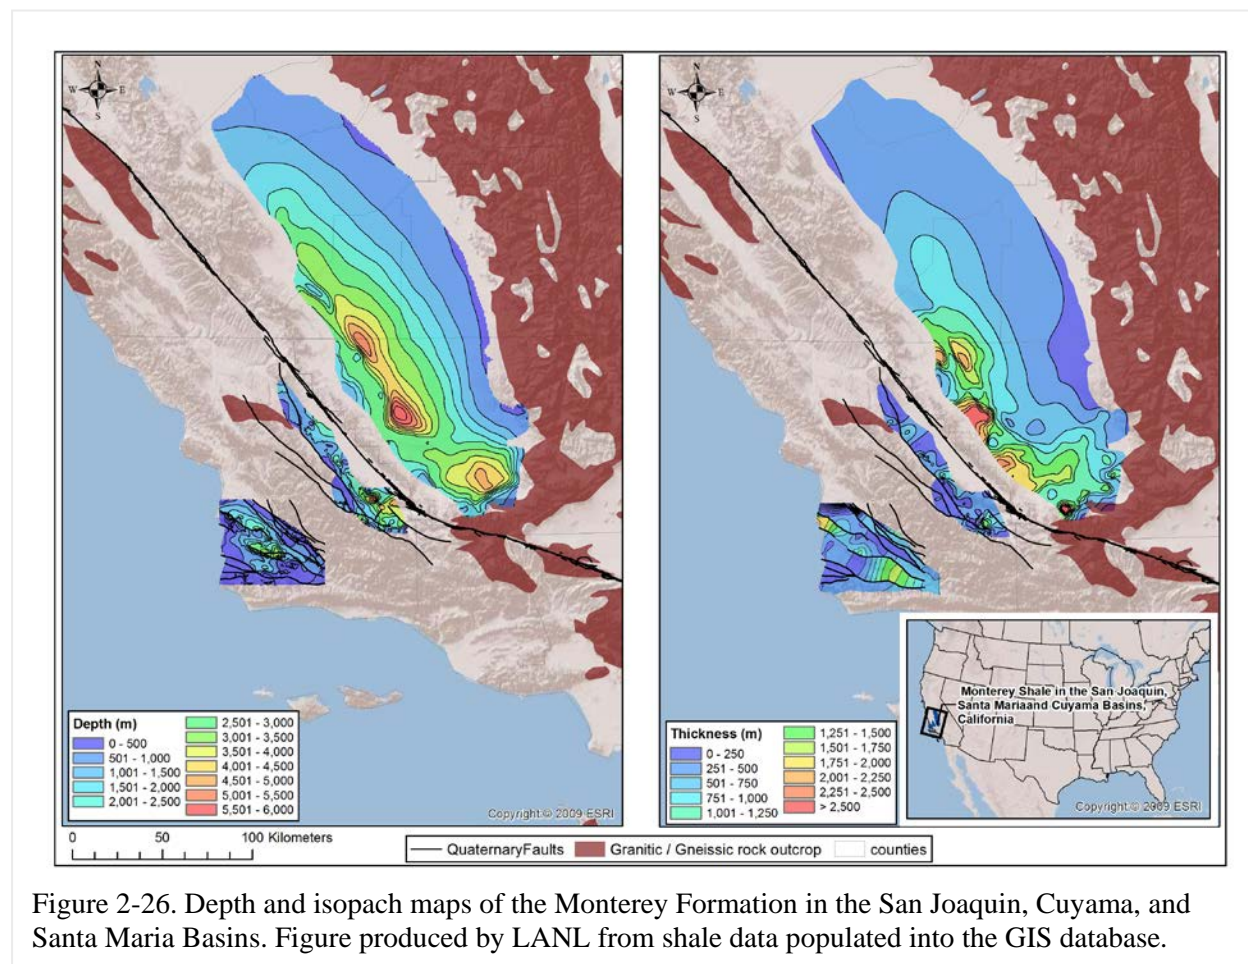 N
W E
S
N
W E
S
Depth (m)
0 - 500
501 - 1,000
1,001 - 1,500
1,501 - 2,000
2,001 - 2,500
2,501 - 3,000
3,001 - 3,500
3,501 - 4,000
4,001 - 4,500
4,501 - 5,000
5,001 - 5,500
5,501 - 6,000
Copyright:© 2009 ESRI
Thickness (m)
0 - 250
251 - 500
501 - 750
751 - 1,000
1,001 - 1,250
1,251 - 1,500
1,501 - 1,750
1,751 - 2,000
2,001 - 2,250
2,251 - 2,500
> 2,500
Monterey Shale in the San Joaquin,
Santa Mariaand Cuyama Basins,
California
Copyright:© 2009 ESRI
0 50 100 Kilometers
QuaternaryFaults Granitic / Gneissic rock outcrop counties
Figure 2-26. Depth and isopach maps of the Monterey Formation in the San Joaquin, Cuyama, and
Santa Maria Basins. Figure produced by LANL from shale data populated into the GIS database.